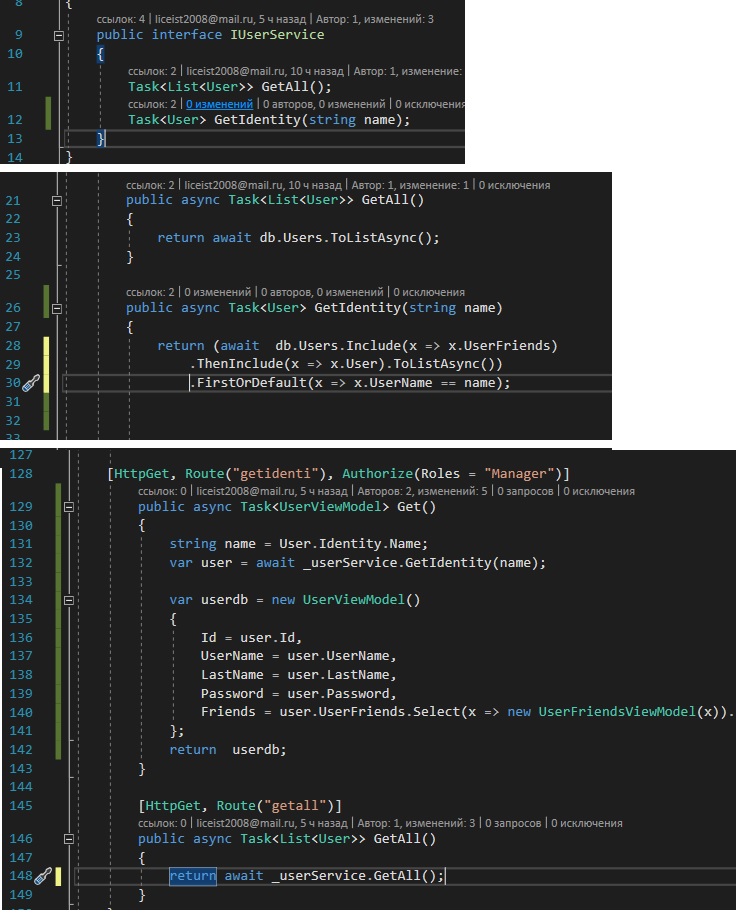 8 {
ссылок: 4 | liceist2008@mail.ru, 5 ч назад | Автор: 1, изменений: 3
9 public interface IUserService
10 {
ссылок: 2 | liceist2008@mail.ru, 10 ч назад | Автор: 1, изменение:
11 Task<List<User>> GetAll();
ссылок: 2 | 0 изменений | 0 авторов, 0 изменений | 0 исключения
12 Task<User> GetIdentity(string name);
13 }
14 }
ссылок: 2 | liceist2008@mail.ru, 10 ч назад | Автор: 1, изменение: 1 | 0 исключения
21 public async Task<List<User>> GetAll()
22 {
23 return await db.Users.ToListAsync();
24 }
25
ссылок: 2 | 0 изменений | 0 авторов, 0 изменений | 0 исключения
26 public async Task<User> GetIdentity(string name)
27 {
28 return (await  db.Users.Include(x => x.UserFriends)
29 .ThenInclude(x => x.User).ToListAsync())
30 .FirstOrDefault(x => x.UserName == name);
31
32
33
127
128 [HttpGet, Route("getidenti"), Authorize(Roles = "Manager")]
ссылок: 0 | liceist2008@mail.ru, 5 ч назад | Авторов: 2, изменений: 5 | 0 запросов | 0 исключения
129 public async Task<UserViewModel> Get()
130 {
131 string name = User.Identity.Name;
132 var user = await _userService.GetIdentity(name);
133
134 var userdb = new UserViewModel()
135 {
136 Id = user.Id,
137 UserName = user.UserName,
138 LastName = user.LastName,
139 Password = user.Password,
140 Friends = user.UserFriends.Select(x => new UserFriendsViewModel(x)).
141 };
142 return  userdb;
143 }
144
145 [HttpGet, Route("getall")]
ссылок: 0 | liceist2008@mail.ru, 5 ч назад | Автор: 1, изменений: 3 | 0 запросов | 0 исключения
146 public async Task<List<User>> GetAll()
147 {
148 return await _userService.GetAll();
149 }